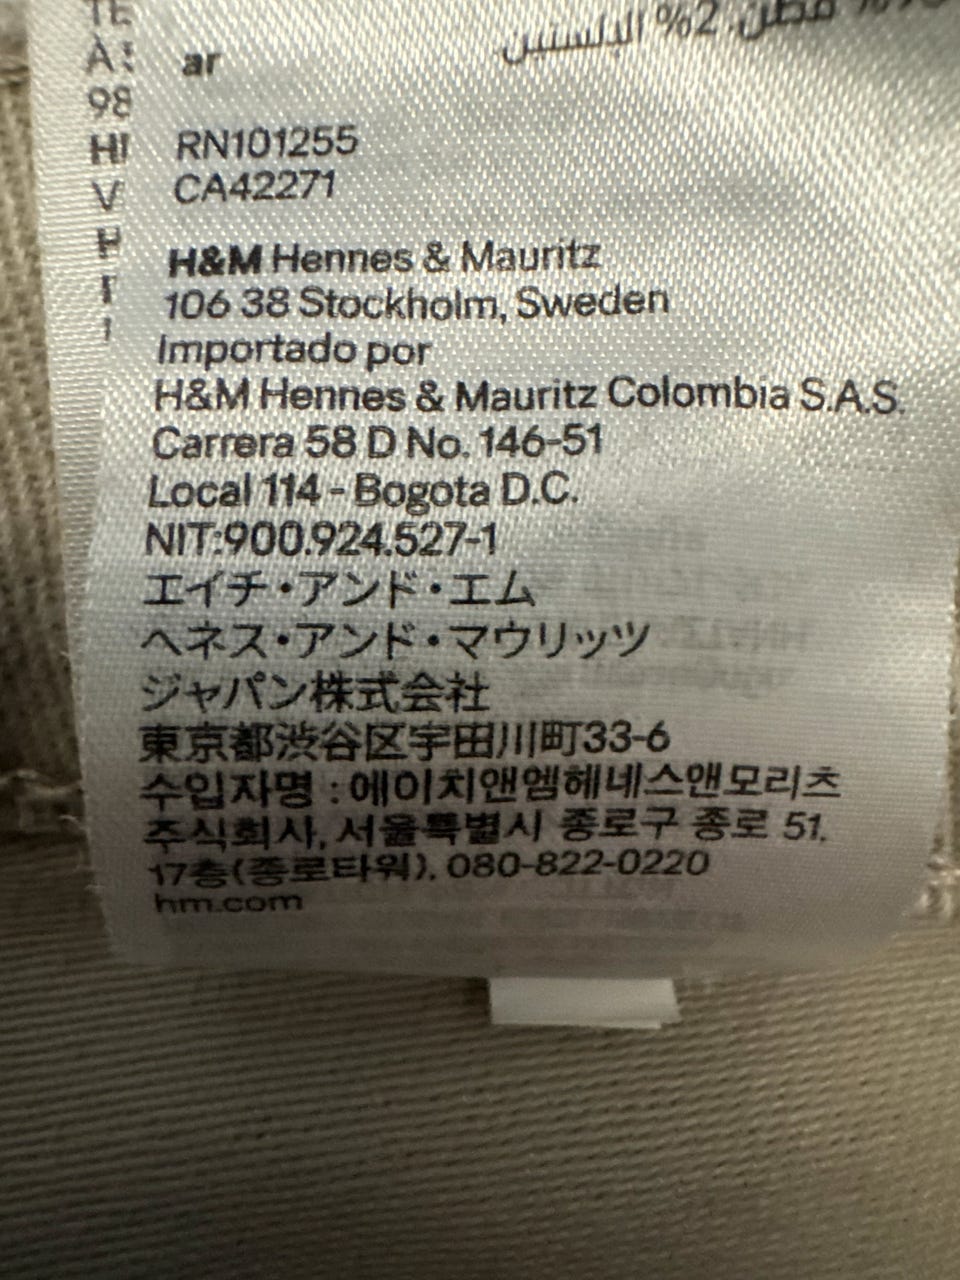 TE
98
ar
قطن، 2% الیلستین
RN101255
CA42271
H&M Hennes & Mauritz
106 38 Stockholm, Sweden
Importado por
H&M Hennes & Mauritz Colombia S.A.S.
Carrera 58 D No. 146-51
Local 114 - Bogota D.C.
NIT:900.924.527-1
エイチ・アンド・エム
ヘネス・アンド・マウリッツ
ジャパン株式会社
東京都渋谷区宇田川町33-6
수입자명 : 에이치앤엠헤네스앤모리츠
주식회사, 서울특별시 종로구 종로 51,
17층(종로타워), 080-822-0220
hm.com